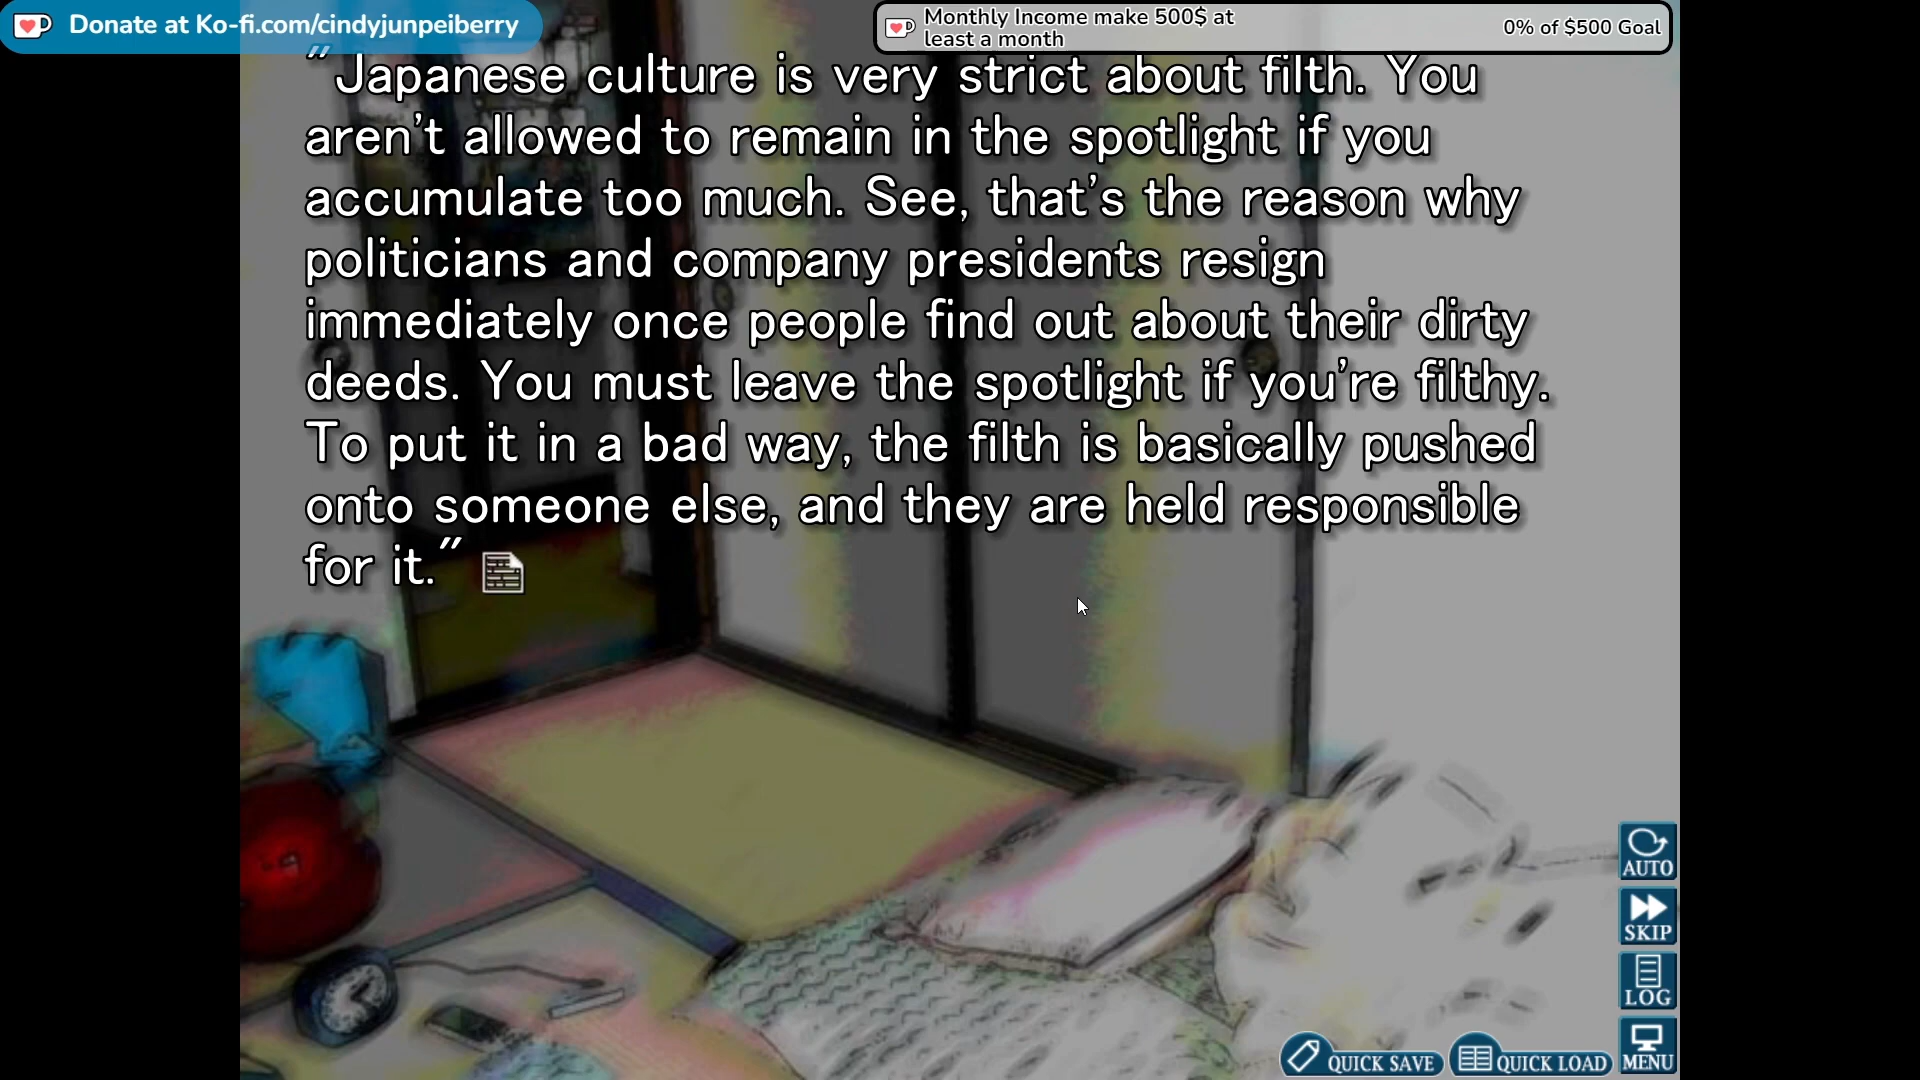 Donate at Ko-fi.com/cindyjunpeiberry
Monthly Income make 500$ at
least a month
0% of $500 Goal
"Japanese culture is very strict about filth. You
aren't allowed to remain in the spotlight if you
accumulate too much. See, that's the reason why
politicians and company presidents resign
immediately once people find out about their dirty
deeds. You must leave the spotlight if you're filthy.
To put it in a bad way, the filth is basically pushed
onto someone else, and they are held responsible
for it."
AUTO
SKIP
LOG
MENU
QUICK SAVE
QUICK LOAD